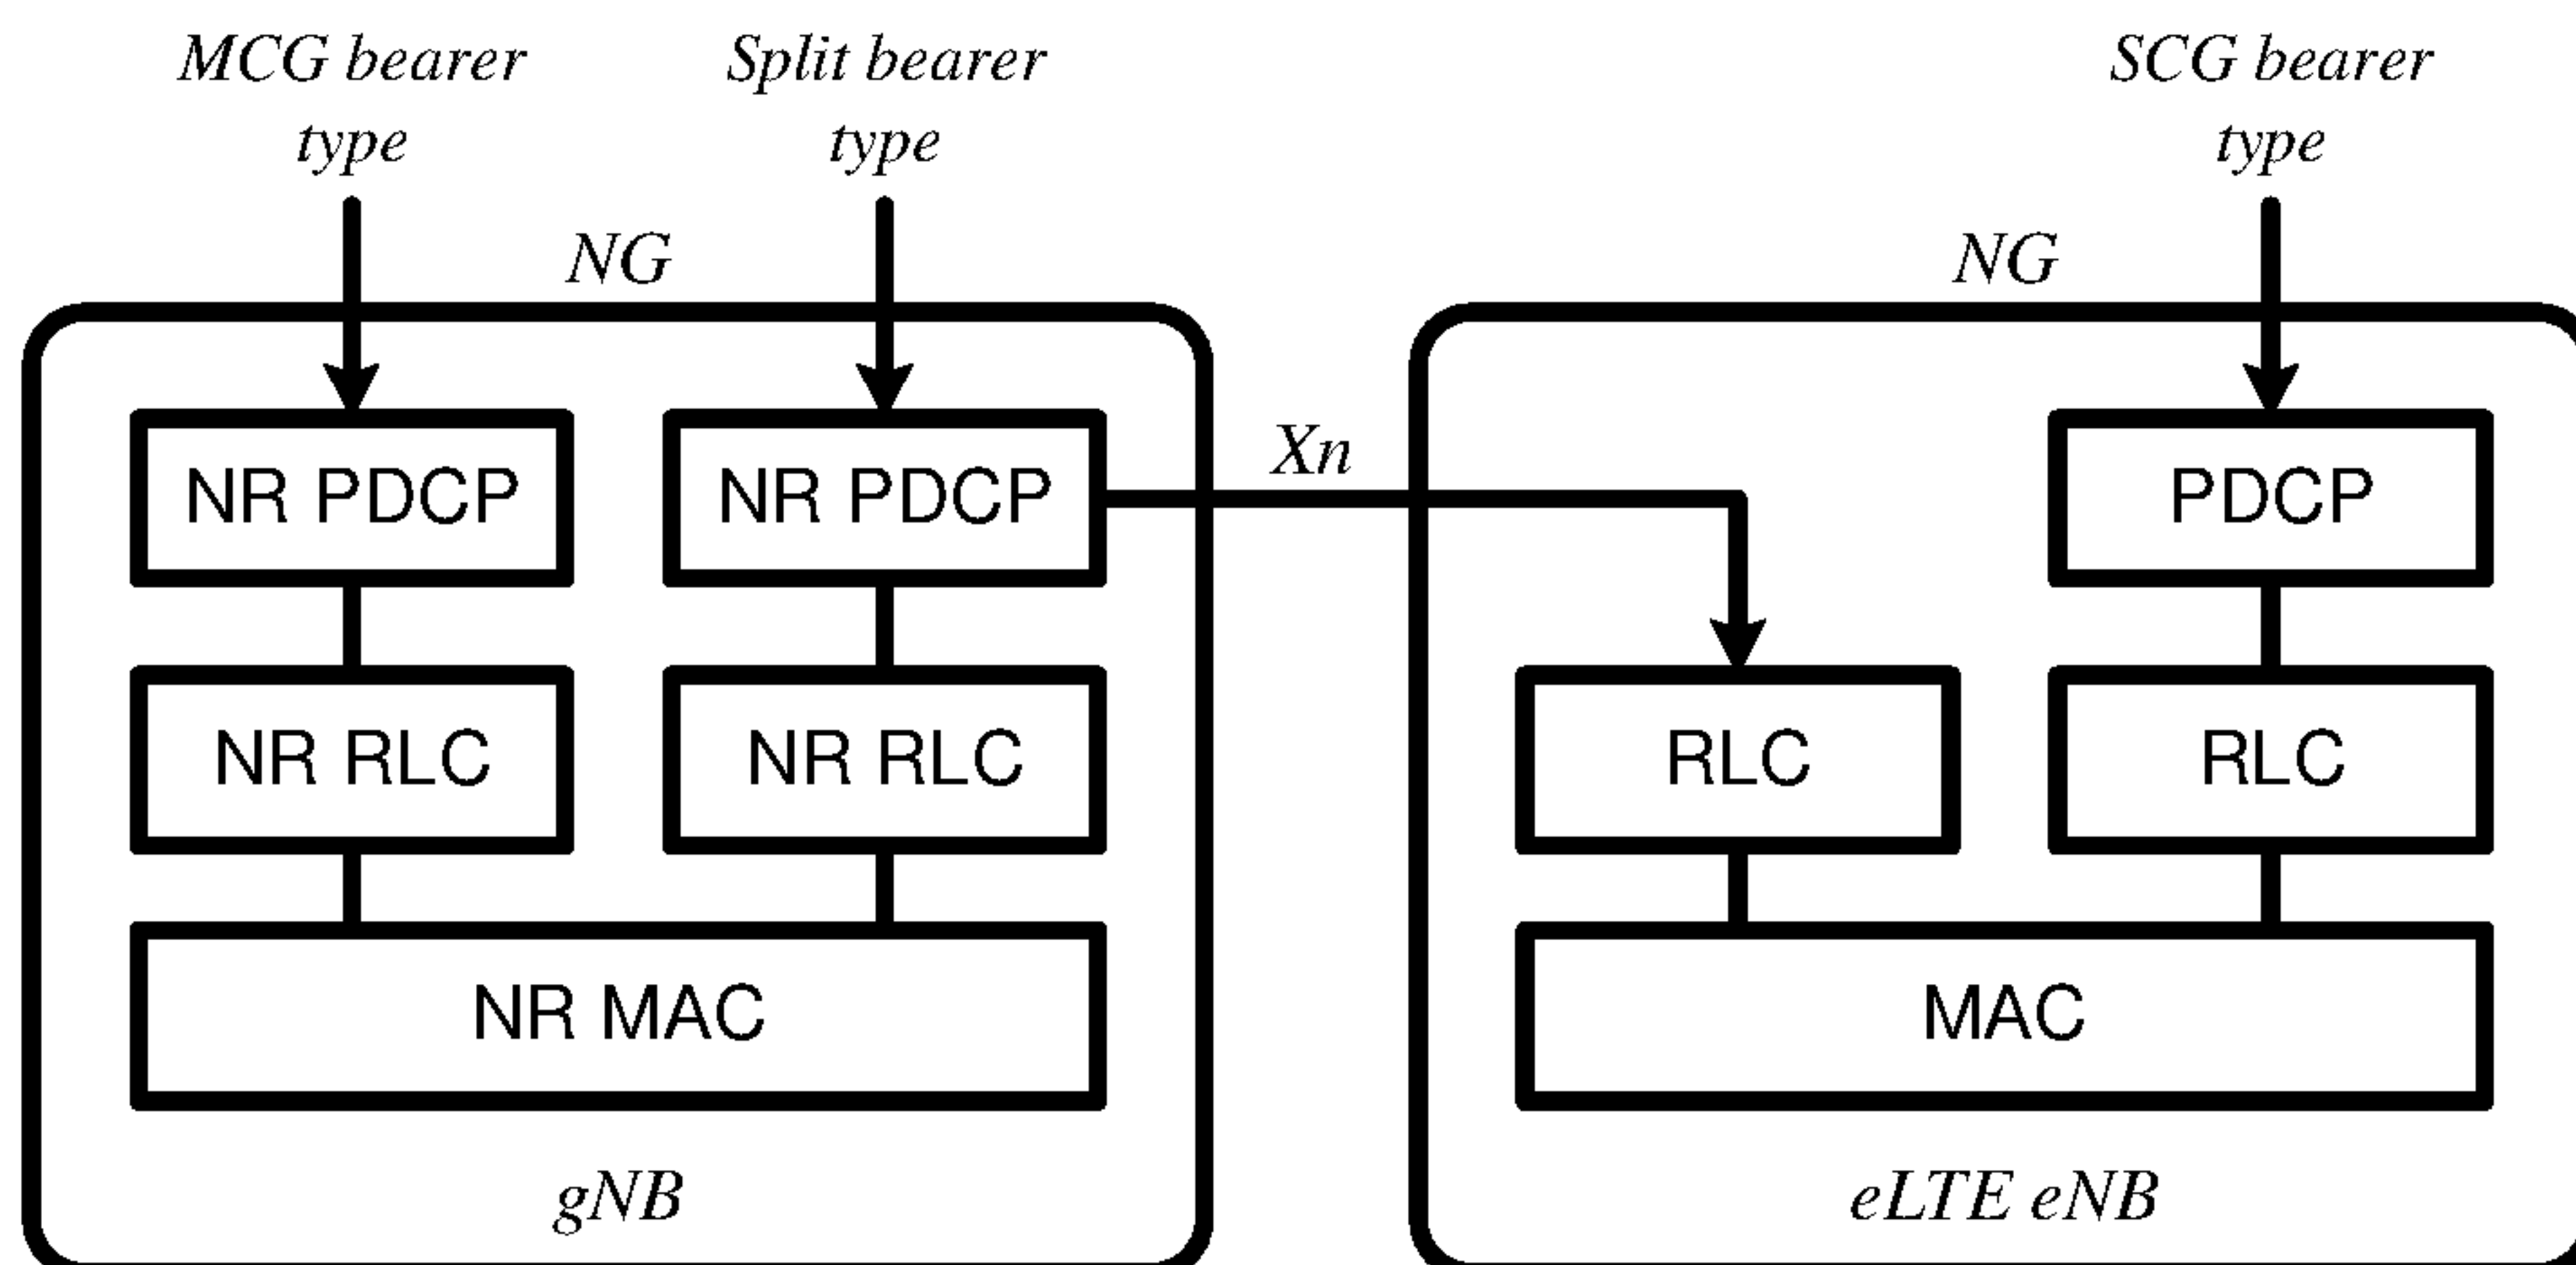 MCG bearer
type
Split bearer
type
SCG bearer
type
NG
NG
Xn
NR PDCP
NR PDCP
PDCP
NR RLC
NR RLC
RLC
RLC
NR MAC
MAC
gNB
eLTE eNB